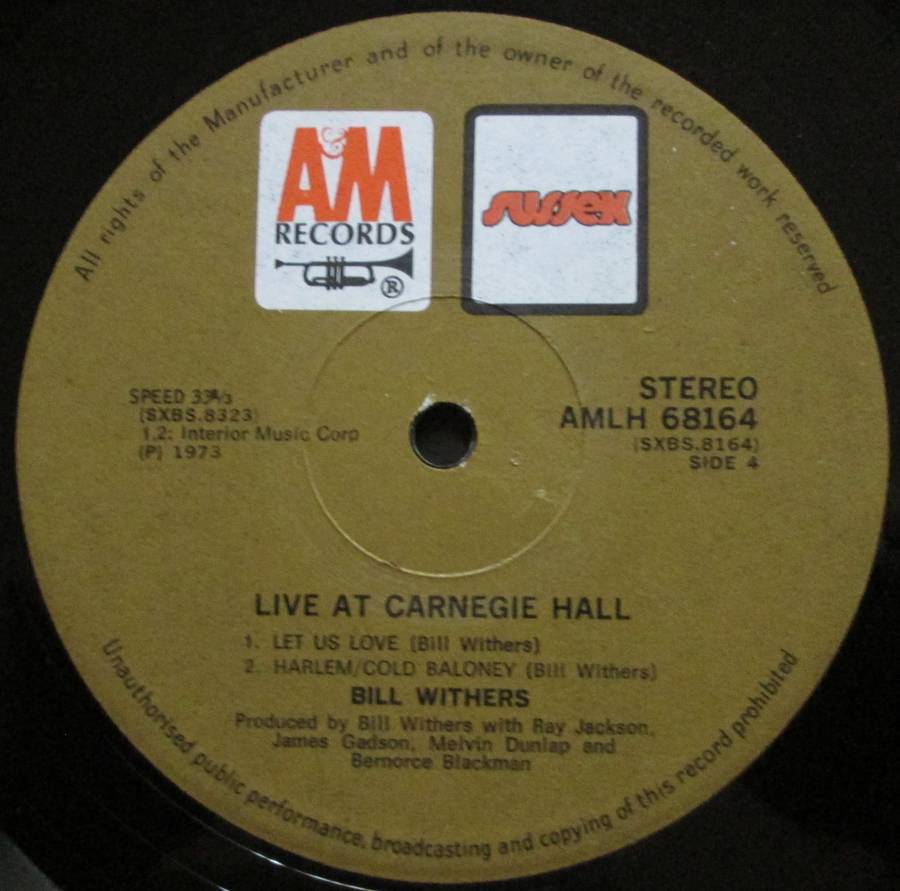 All rights of the Manufacturer and of the owner of the recorded work reserved
A&M
RECORDS
®
sussex
SPEED 33⅓
(SXBS.8323)
1,2: Interior Music Corp
(P) 1973
STEREO
AMLH 68164
(SXBS.8164)
SIDE 4
LIVE AT CARNEGIE HALL
1. LET US LOVE (Bill Withers)
2. HARLEM/COLD BALONEY (Bill Withers)
BILL WITHERS
Produced by Bill Withers with Ray Jackson,
James Gadson, Melvin Dunlap and
Bernorce Blackman
Unauthorised public performance, broadcasting and copying of this record prohibited